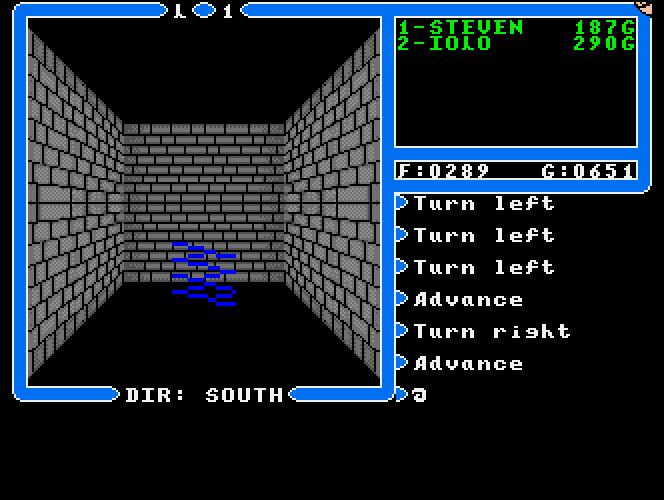 L 1
1-STEVEN 187G
2-IOLO 290G
F:0289 G:0651
Turn left
Turn left
Turn left
Advance
Turn right
Advance
DIR: SOUTH